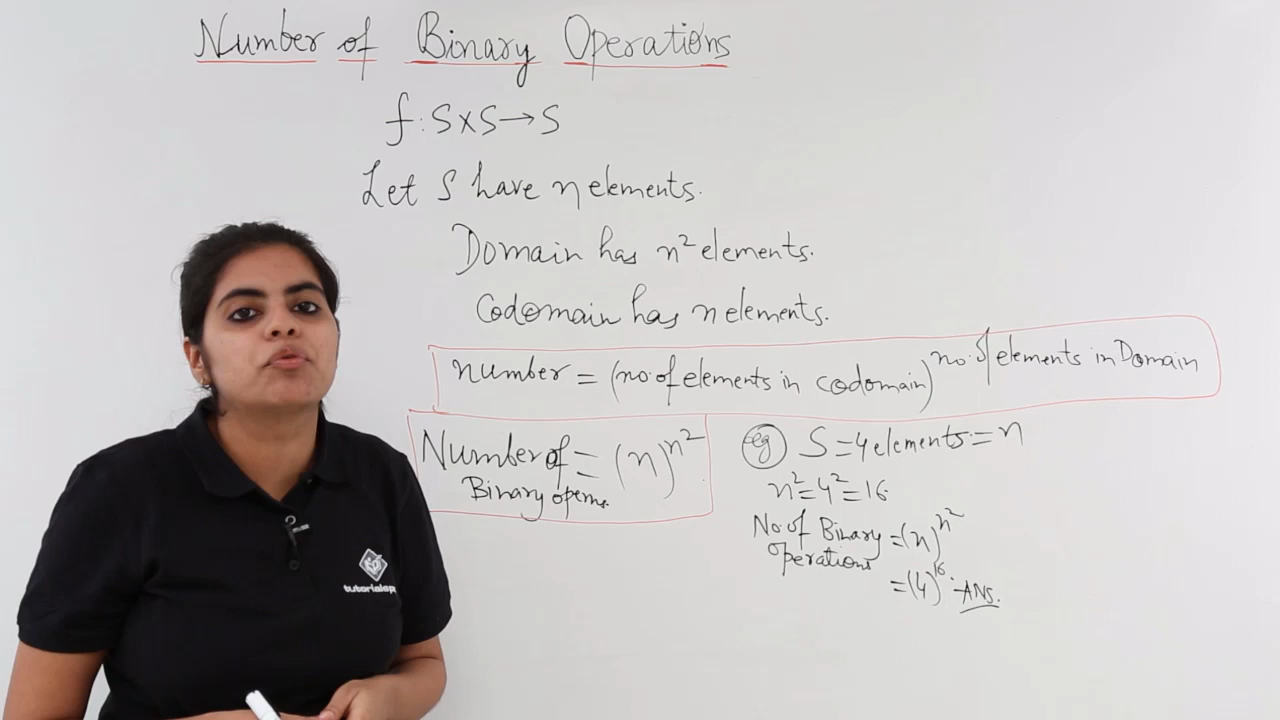 Number of Binary Operations
f: S×S→S
Let S have n elements.
Domain has n² elements.
Codomain has n elements.
number = (no. of elements in codomain)^no. of elements in Domain
Number of Binary opern. = (n)^n²
eg S = 4 elements = n
n² = 4² = 16.
No. of Binary operations = (n)^n²
= (4)^16. Ans.
tutorialsp